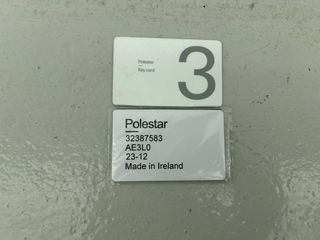 Polestar
Key card
3
Polestar
32387583
AE3L0
23-12
Made in Ireland